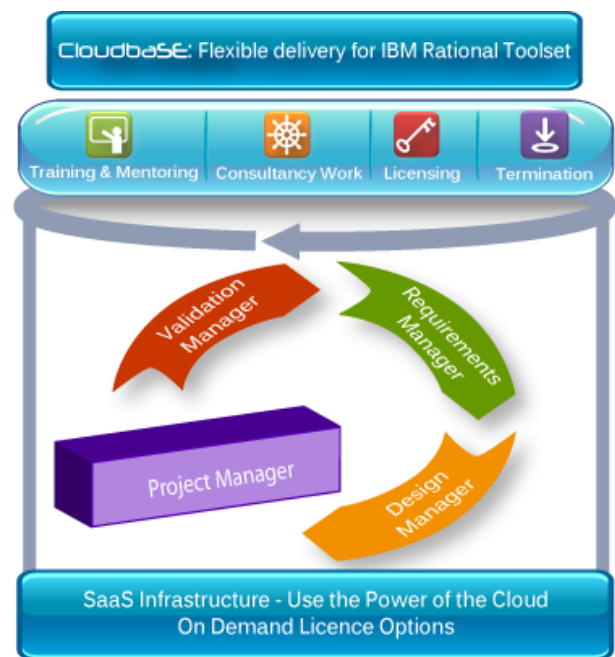 CloudbaSE: Flexible delivery for IBM Rational Toolset
Training & Mentoring
Consultancy Work
Licensing
Termination
Validation
Manager
Requirements
Manager
Project Manager
Design
Manager
SaaS Infrastructure - Use the Power of the Cloud
On Demand Licence Options